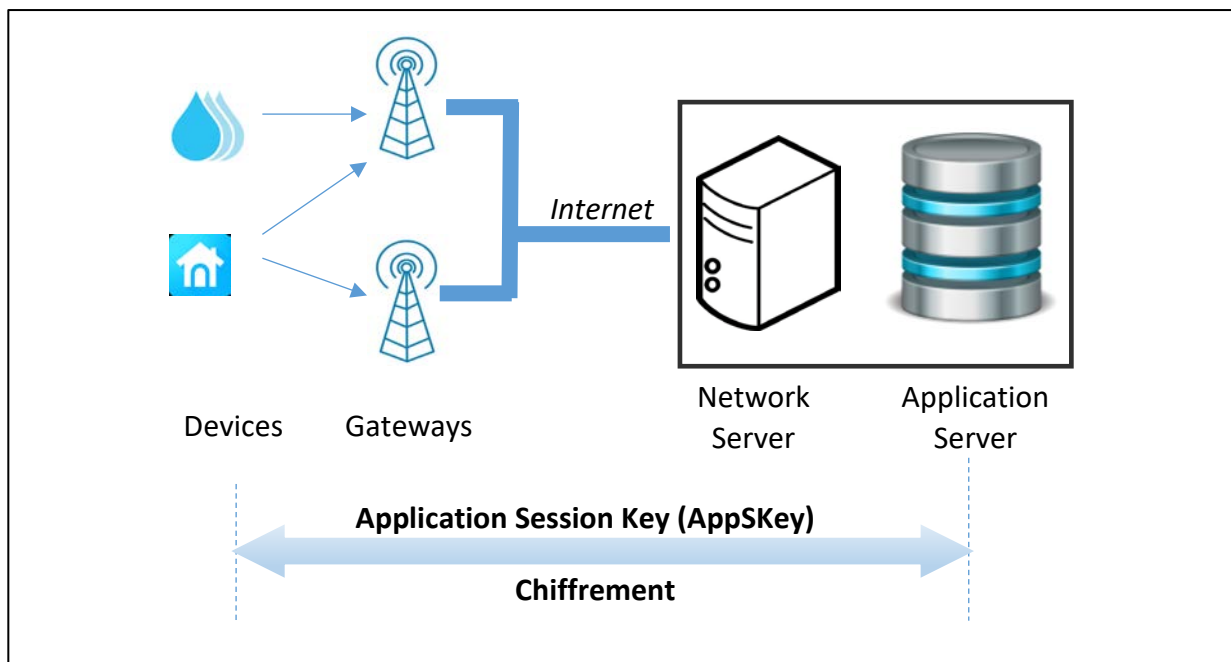 Internet
Devices
Gateways
Network
Server
Application
Server
Application Session Key (AppSKey)
Chiffrement